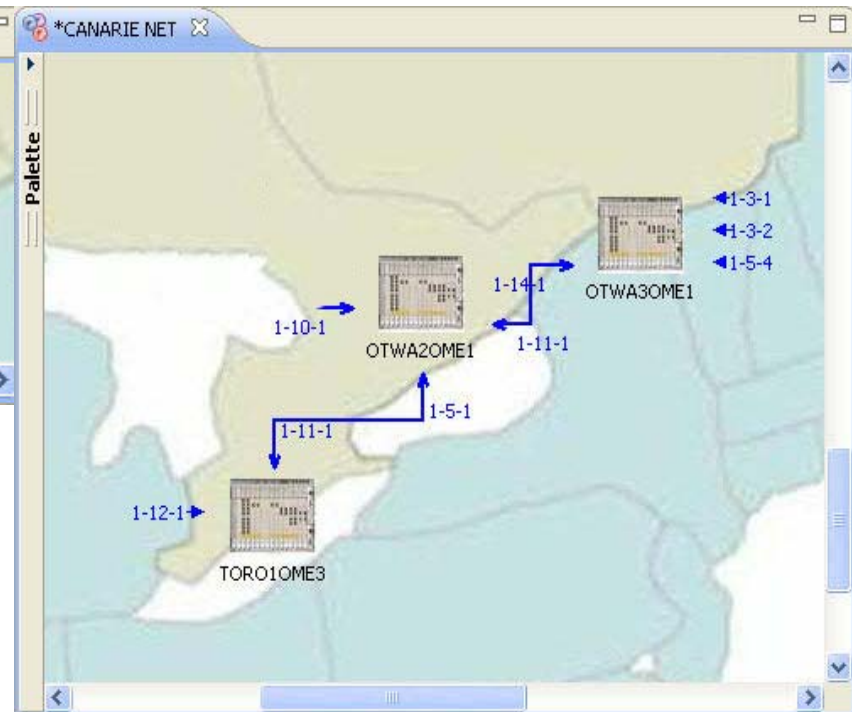 *CANARIE NET
Palette
1-3-1
1-3-2
1-5-4
1-14-1
OTWA3OME1
1-10-1
1-11-1
OTWA2OME1
1-5-1
1-11-1
1-12-1
TORO1OME3